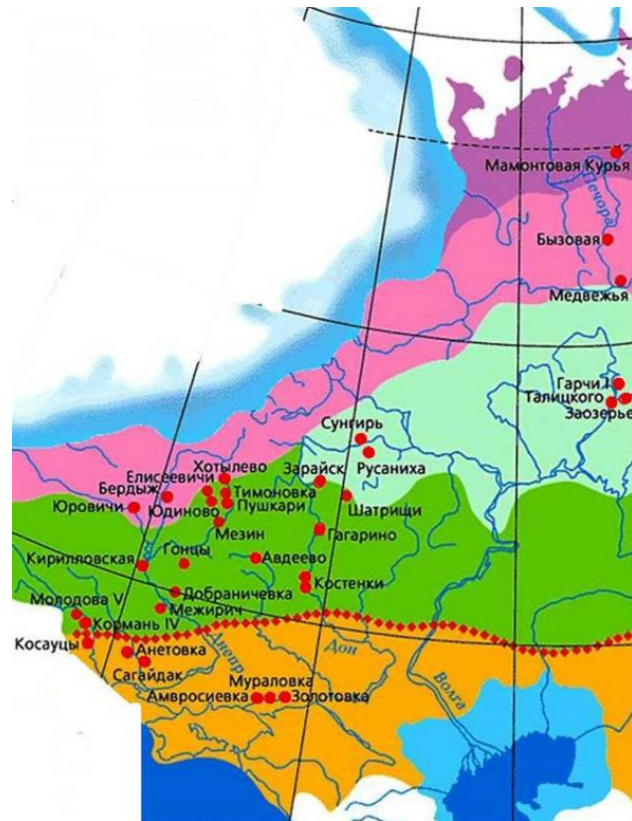 Мамонтовая Курья
Печора
Бызовая
Медвежья
Гарчи I
Талицкого
Заозерье
Сунгирь
Русаниха
Хотылево
Елисеевичи
Зарайск
Бердыж
Тимоновка
Юдиново
Пушкари
Юровичи
Шатрищи
Мезин
Гагарино
Гонцы
Авдеево
Кирилловская
Костенки
Добраничевка
Молодова V
Межирич
Кормань IV
Косауцы
Анетовка
Днепр
Дон
Сагайдак
Мураловка
Амвросиевка
Золотовка
Волга